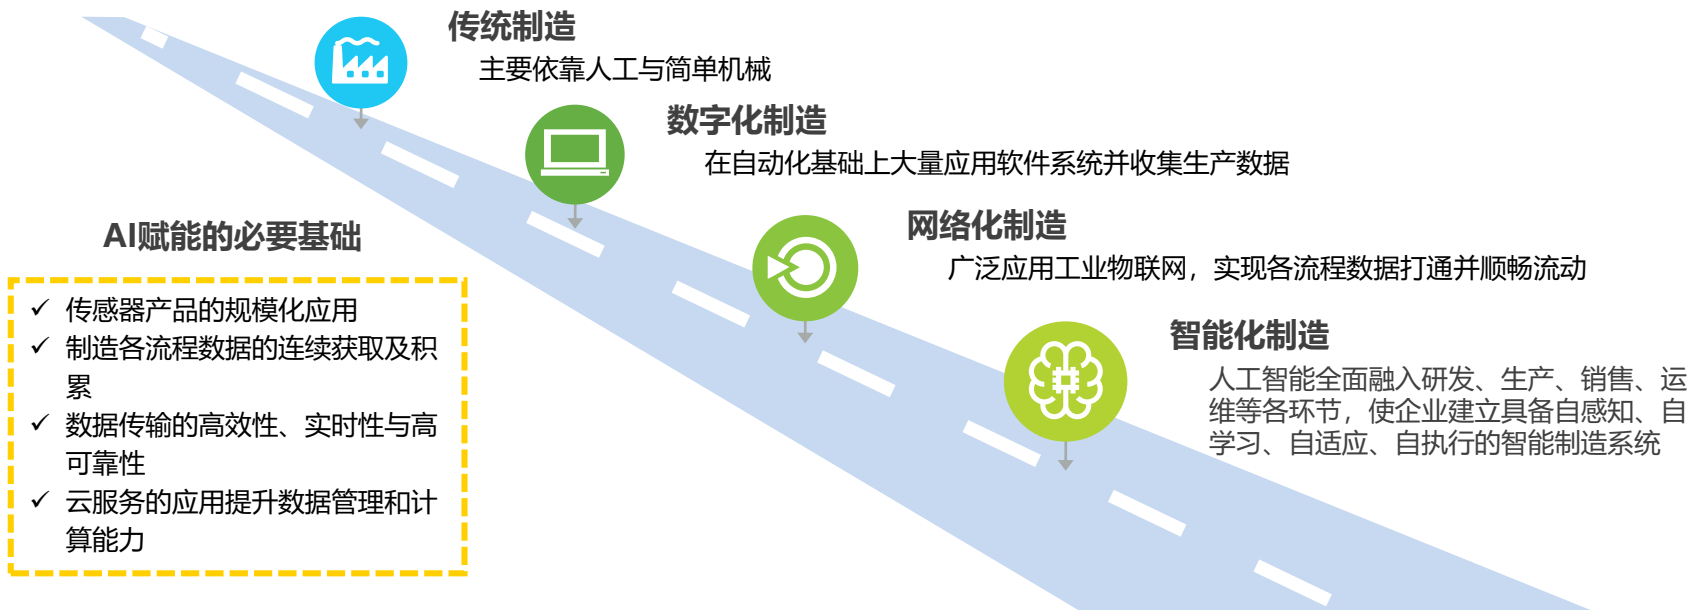 传统制造
主要依靠人工与简单机械
数字化制造
在自动化基础上大量应用软件系统并收集生产数据
网络化制造
广泛应用工业物联网，实现各流程数据打通并顺畅流动
智能化制造
人工智能全面融入研发、生产、销售、运
维等各环节，使企业建立具备自感知、自
学习、自适应、自执行的智能制造系统
AI赋能的必要基础
✓ 传感器产品的规模化应用
✓ 制造各流程数据的连续获取及积
累
✓ 数据传输的高效性、实时性与高
可靠性
✓ 云服务的应用提升数据管理和计
算能力